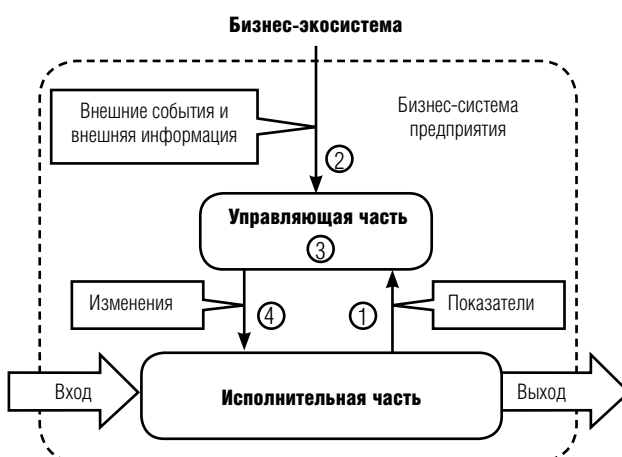 Бизнес-экосистема
Внешние события и
внешняя информация
Бизнес-система
предприятия
2
Управляющая часть
3
Изменения
4
1
Показатели
Вход
Исполнительная часть
Выход